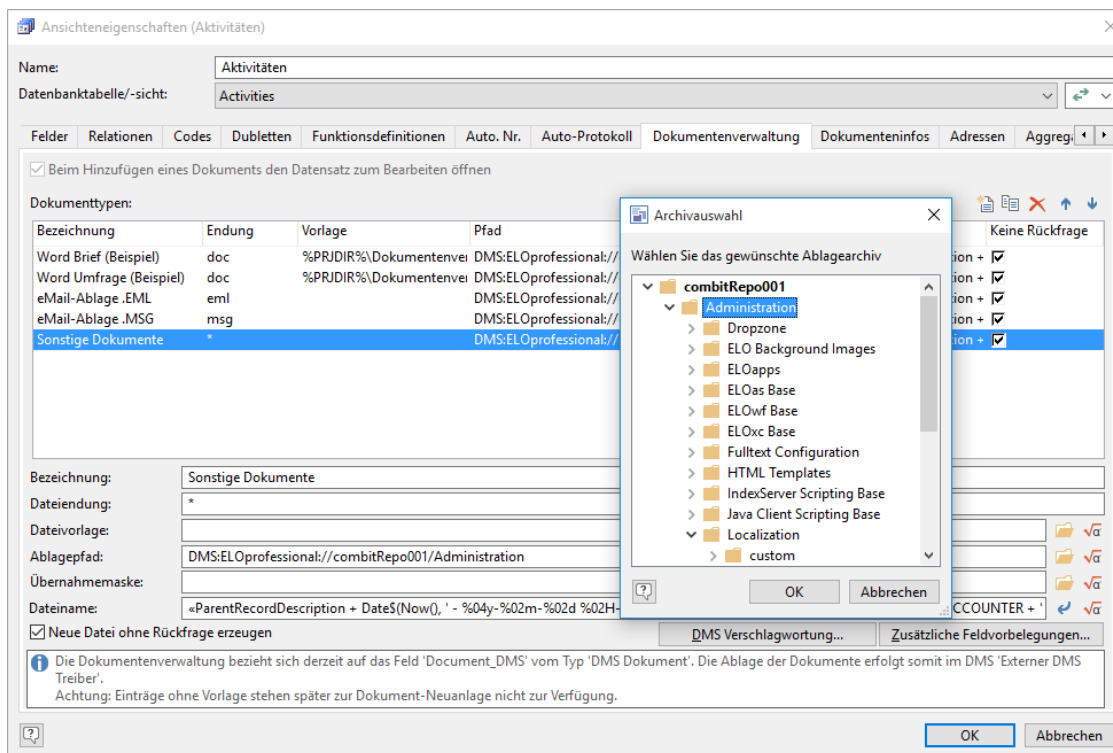 Ansichteneigenschaften (Aktivitäten)
Name:
Aktivitäten
Datenbanktabelle/-sicht:
Activities
Felder Relationen Codes Dubletten Funktionsdefinitionen Auto. Nr. Auto-Protokoll Dokumentenverwaltung Dokumenteninfos Adressen Aggreg
Beim Hinzufügen eines Dokuments den Datensatz zum Bearbeiten öffnen
Dokumenttypen:
Bezeichnung Endung Vorlage Pfad Keine Rückfrage
Word Brief (Beispiel) doc %PRJDIR%\Dokumentenver DMS:ELOprofessional:// ion +
Word Umfrage (Beispiel) doc %PRJDIR%\Dokumentenver DMS:ELOprofessional:// ion +
eMail-Ablage .EML eml DMS:ELOprofessional:// ion +
eMail-Ablage .MSG msg DMS:ELOprofessional:// ion +
Sonstige Dokumente * DMS:ELOprofessional:// ion +
Archivauswahl
Wählen Sie das gewünschte Ablagearchiv
combitRepo001
Administration
Dropzone
ELO Background Images
ELOapps
ELOas Base
ELOwf Base
ELOxc Base
Fulltext Configuration
HTML Templates
IndexServer Scripting Base
Java Client Scripting Base
Localization
custom
OK Abbrechen
Bezeichnung: Sonstige Dokumente
Dateiendung: *
Dateivorlage:
Ablagepfad: DMS:ELOprofessional://combitRepo001/Administration
Übernahmemaske:
Dateiname: «ParentRecordDescription + Date$(Now(), ' - %04y-%02m-%02d %02H- CCOUNTER + '
Neue Datei ohne Rückfrage erzeugen
DMS Verschlagwortung... Zusätzliche Feldvorbelegungen...
Die Dokumentenverwaltung bezieht sich derzeit auf das Feld 'Document_DMS' vom Typ 'DMS Dokument'. Die Ablage der Dokumente erfolgt somit im DMS 'Externer DMS
Treiber'.
Achtung: Einträge ohne Vorlage stehen später zur Dokument-Neuanlage nicht zur Verfügung.
OK Abbrechen